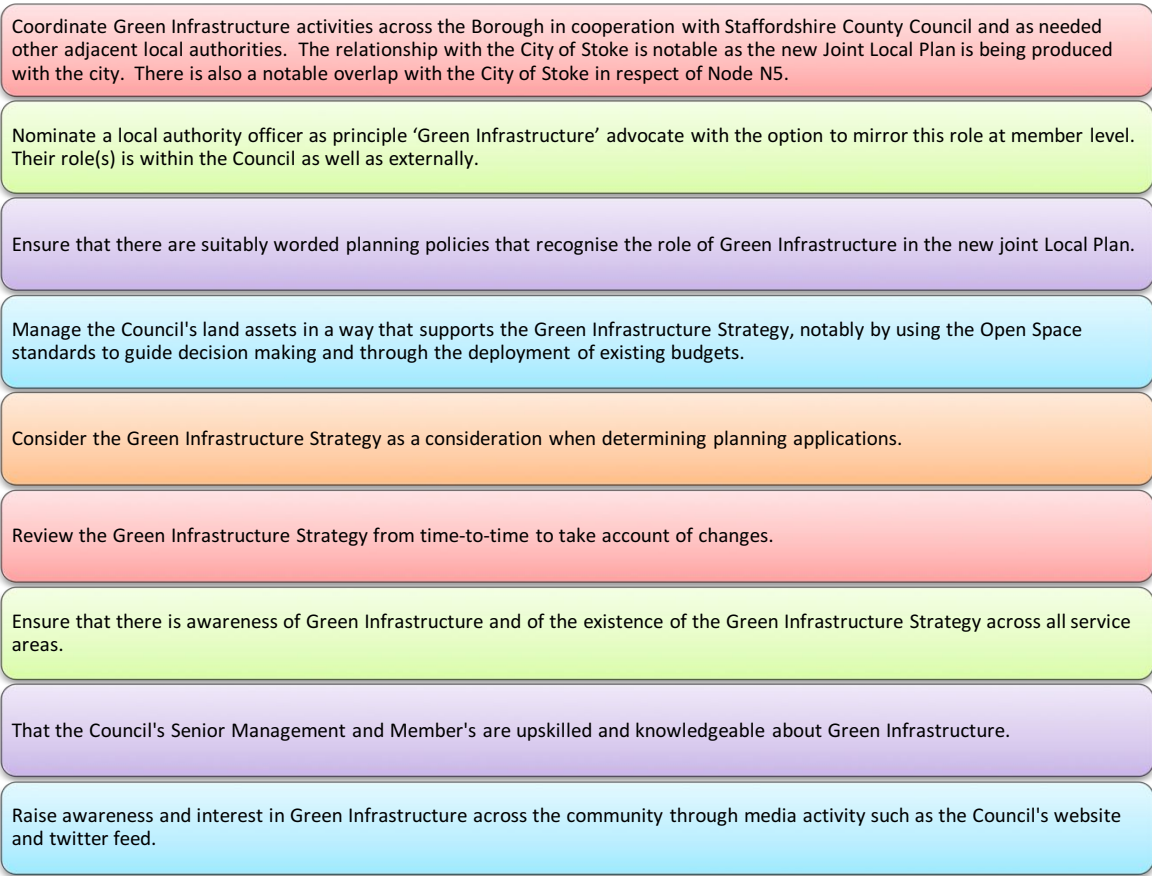 Coordinate Green Infrastructure activities across the Borough in cooperation with Staffordshire County Council and as needed
other adjacent local authorities.  The relationship with the City of Stoke is notable as the new Joint Local Plan is being produced
with the city.  There is also a notable overlap with the City of Stoke in respect of Node N5.
Nominate a local authority officer as principle ‘Green Infrastructure’ advocate with the option to mirror this role at member level.
Their role(s) is within the Council as well as externally.
Ensure that there are suitably worded planning policies that recognise the role of Green Infrastructure in the new joint Local Plan.
Manage the Council's land assets in a way that supports the Green Infrastructure Strategy, notably by using the Open Space
standards to guide decision making and through the deployment of existing budgets.
Consider the Green Infrastructure Strategy as a consideration when determining planning applications.
Review the Green Infrastructure Strategy from time-to-time to take account of changes.
Ensure that there is awareness of Green Infrastructure and of the existence of the Green Infrastructure Strategy across all service
areas.
That the Council's Senior Management and Member's are upskilled and knowledgeable about Green Infrastructure.
Raise awareness and interest in Green Infrastructure across the community through media activity such as the Council's website
and twitter feed.